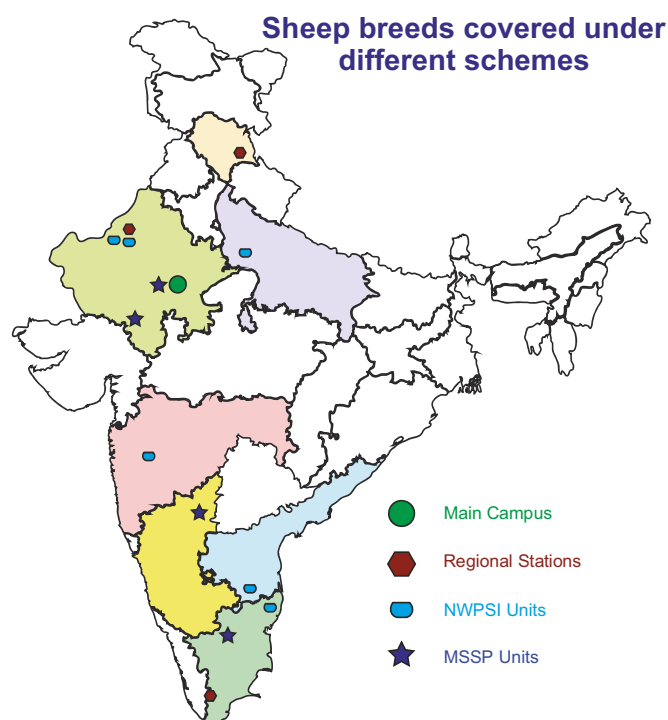 Sheep breeds covered under
different schemes
Main Campus
Regional Stations
NWPSI Units
MSSP Units